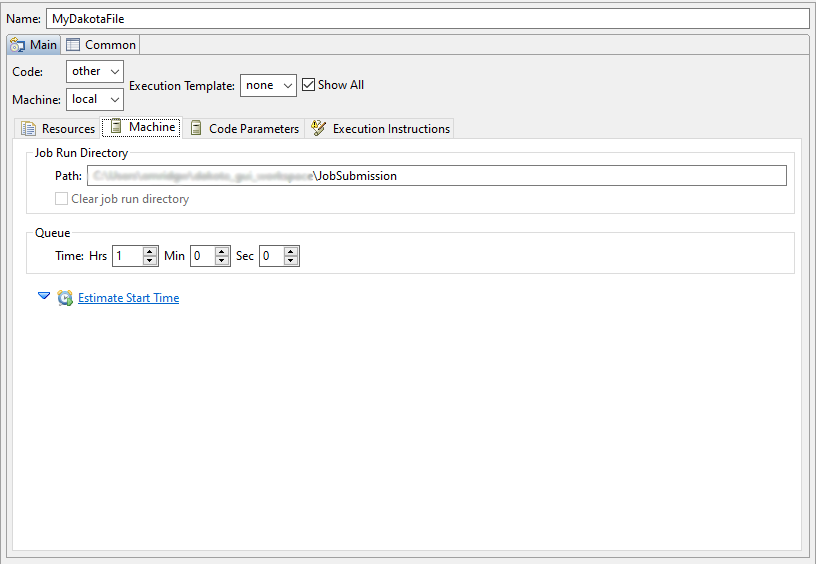 Name: MyDakotaFile
Main Common
Code: other
Execution Template: none Show All
Machine: local
Resources Machine Code Parameters Execution Instructions
Job Run Directory
Path: \JobSubmission
Clear job run directory
Queue
Time: Hrs 1 Min 0 Sec 0
Estimate Start Time